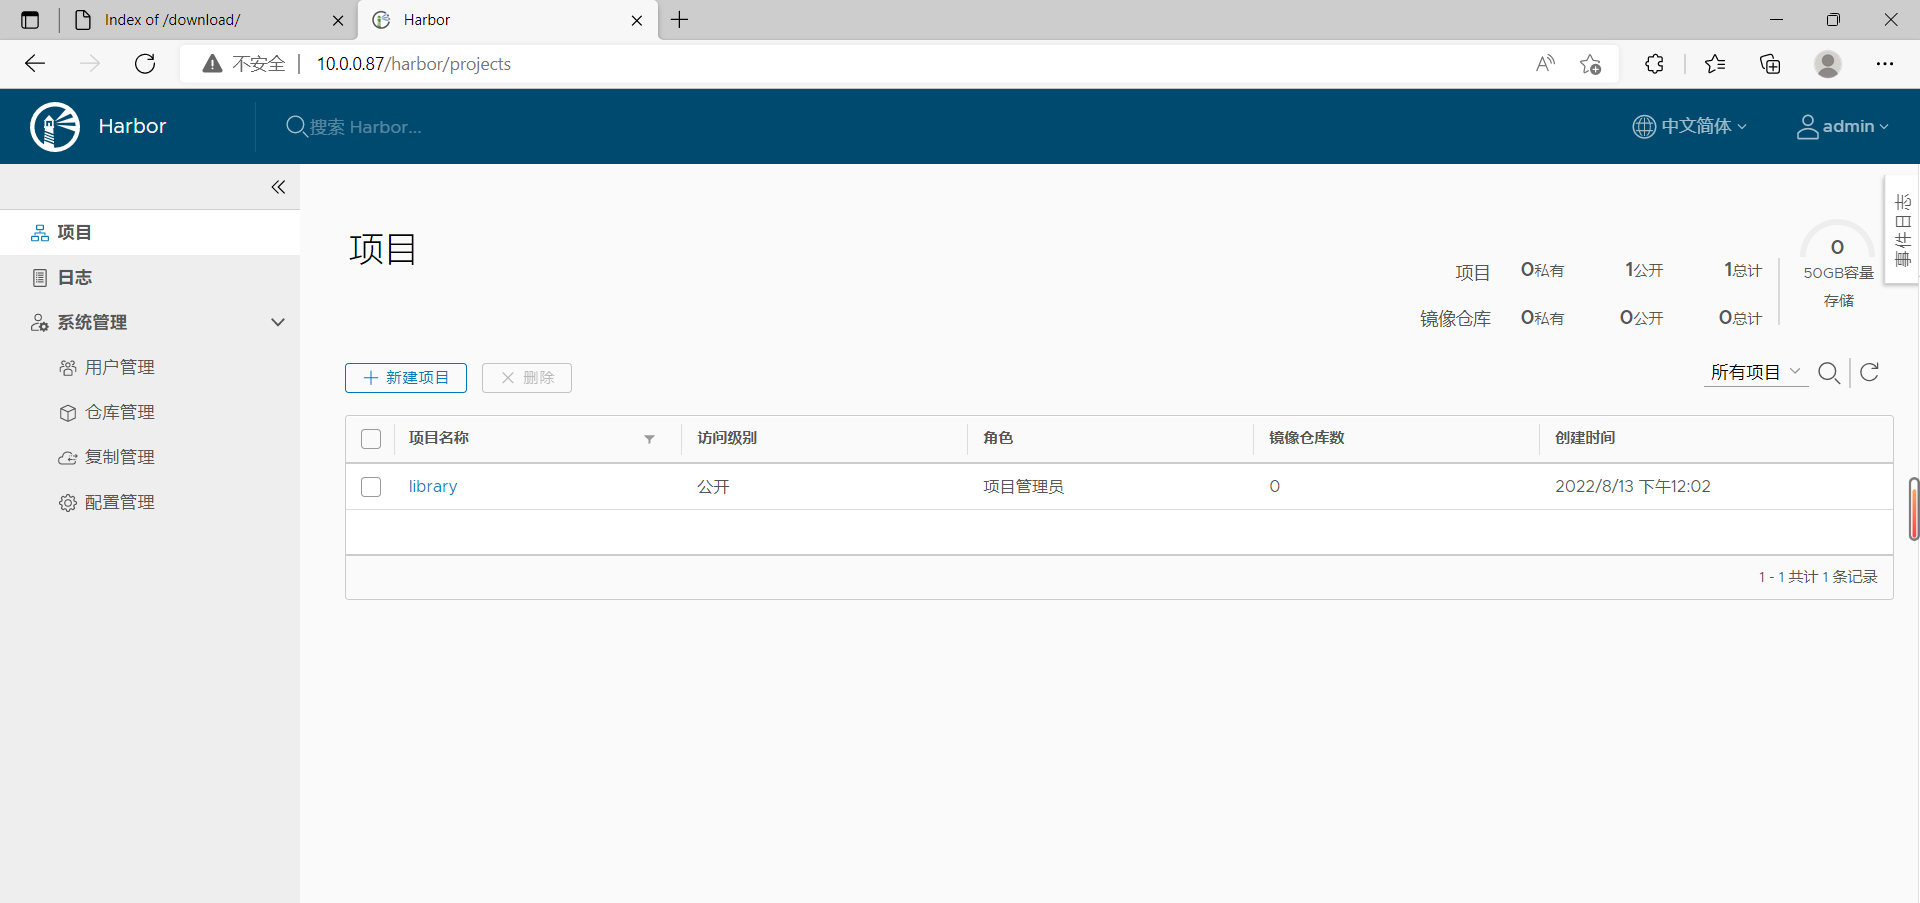 Index of /download/
Harbor
不安全 10.0.0.87/harbor/projects
Harbor
搜索 Harbor...
中文简体
admin
项目
日志
系统管理
用户管理
仓库管理
复制管理
配置管理
项目
项目 0私有 1公开 1总计
镜像仓库 0私有 0公开 0总计
0
50GB容量
存储
事件日志
新建项目 删除
所有项目
项目名称 访问级别 角色 镜像仓库数 创建时间
library 公开 项目管理员 0 2022/8/13 下午12:02
1 - 1 共计 1 条记录